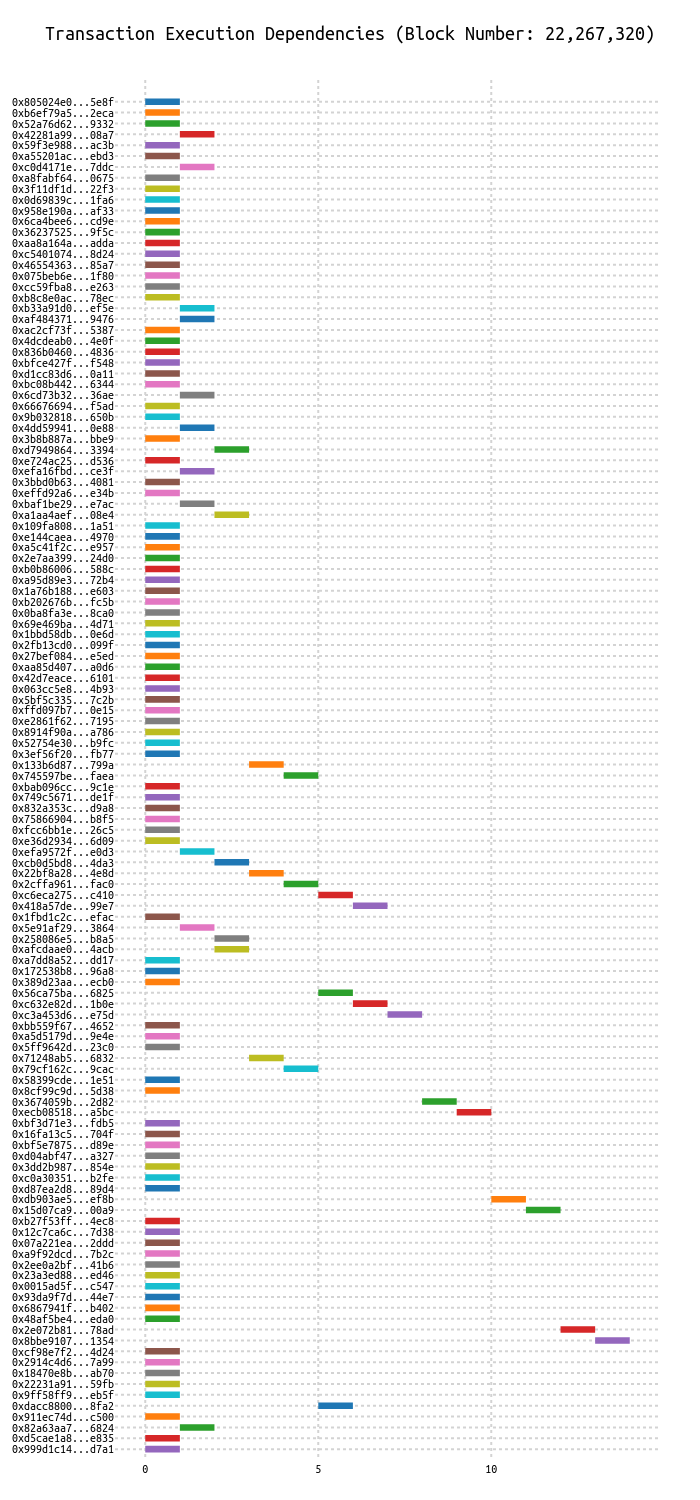 Transaction Execution Dependencies (Block Number: 22,267,320)
0x805024e0...5e8f
0xb6ef79a5...2eca
0x52a76d62...9332
0x42281a99...08a7
0x59f3e988...ac3b
0xa55201ac...ebd3
0xc0d4171e...7ddc
0xa8fabf64...0675
0x3f11df1d...22f3
0x0d69839c...1fa6
0x958e190a...af33
0x6ca4bee6...cd9e
0x36237525...9f5c
0xaa8a164a...adda
0xc5401074...8d24
0x46554363...85a7
0x075beb6e...1f80
0xcc59fba8...e263
0xb8c8e0ac...78ec
0xb33a91d0...ef5e
0xaf484371...9476
0xac2cf73f...5387
0x4dcdeab0...4e0f
0x836b0460...4836
0xbfce427f...f548
0xd1cc83d6...0a11
0xbc08b442...6344
0x6cd73b32...36ae
0x66676694...f5ad
0x9b032818...650b
0x4dd59941...0e88
0x3b8b887a...bbe9
0xd7949864...3394
0xe724ac25...d536
0xefa16fbd...ce3f
0x3bbd0b63...4081
0xeffd92a6...e34b
0xbaf1be29...e7ac
0xa1aa4aef...08e4
0x109fa808...1a51
0xe144caea...4970
0xa5c41f2c...e957
0x2e7aa399...24d0
0xb0b86006...588c
0xa95d89e3...72b4
0x1a76b188...e603
0xb202676b...fc5b
0x0ba8fa3e...8ca0
0x69e469ba...4d71
0x1bbd58db...0e6d
0x2fb13cd0...099f
0x27bef084...e5ed
0xaa85d407...a0d6
0x42d7eace...6101
0x063cc5e8...4b93
0x5bf5c335...7c2b
0xffd097b7...0e15
0xe2861f62...7195
0x8914f90a...a786
0x52754e30...b9fc
0x3ef56f20...fb77
0x133b6d87...799a
0x745597be...faea
0xbab096cc...9c1e
0x749c5671...de1f
0x832a353c...d9a8
0x75866904...b8f5
0xfcc6bb1e...26c5
0xe36d2934...6d09
0xefa9572f...e0d3
0xcb0d5bd8...4da3
0x22bf8a28...4e8d
0x2cffa961...fac0
0xc6eca275...c410
0x418a57de...99e7
0x1fbd1c2c...efac
0x5e91af29...3864
0x258086e5...b8a5
0xafcdaae0...4acb
0xa7dd8a52...dd17
0x172538b8...96a8
0x389d23aa...ecb0
0x56ca75ba...6825
0xc632e82d...1b0e
0xc3a453d6...e75d
0xbb559f67...4652
0xa5d5179d...9e4e
0x5ff9642d...23c0
0x71248ab5...6832
0x79cf162c...9cac
0x58399cde...1e51
0x8cf99c9d...5d38
0x3674059b...2d82
0xecb08518...a5bc
0xbf3d71e3...fdb5
0x16fa13c5...704f
0xbf5e7875...d89e
0xd04abf47...a327
0x3dd2b987...854e
0xc0a30351...b2fe
0xd87ea2d8...89d4
0xdb903ae5...ef8b
0x15d07ca9...00a9
0xb27f53ff...4ec8
0x12c7ca6c...7d38
0x07a221ea...2ddd
0xa9f92dcd...7b2c
0x2ee0a2bf...41b6
0x23a3ed88...ed46
0x0015ad5f...c547
0x93da9f7d...44e7
0x6867941f...b402
0x48af5be4...eda0
0x2e072b81...78ad
0x8bbe9107...1354
0xcf98e7f2...4d24
0x2914c4d6...7a99
0x18470e8b...ab70
0x22231a91...59fb
0x9ff58ff9...eb5f
0xdacc8800...8fa2
0x911ec74d...c500
0x82a63aa7...6824
0xd5cae1a8...e835
0x999d1c14...d7a1
0 5 10